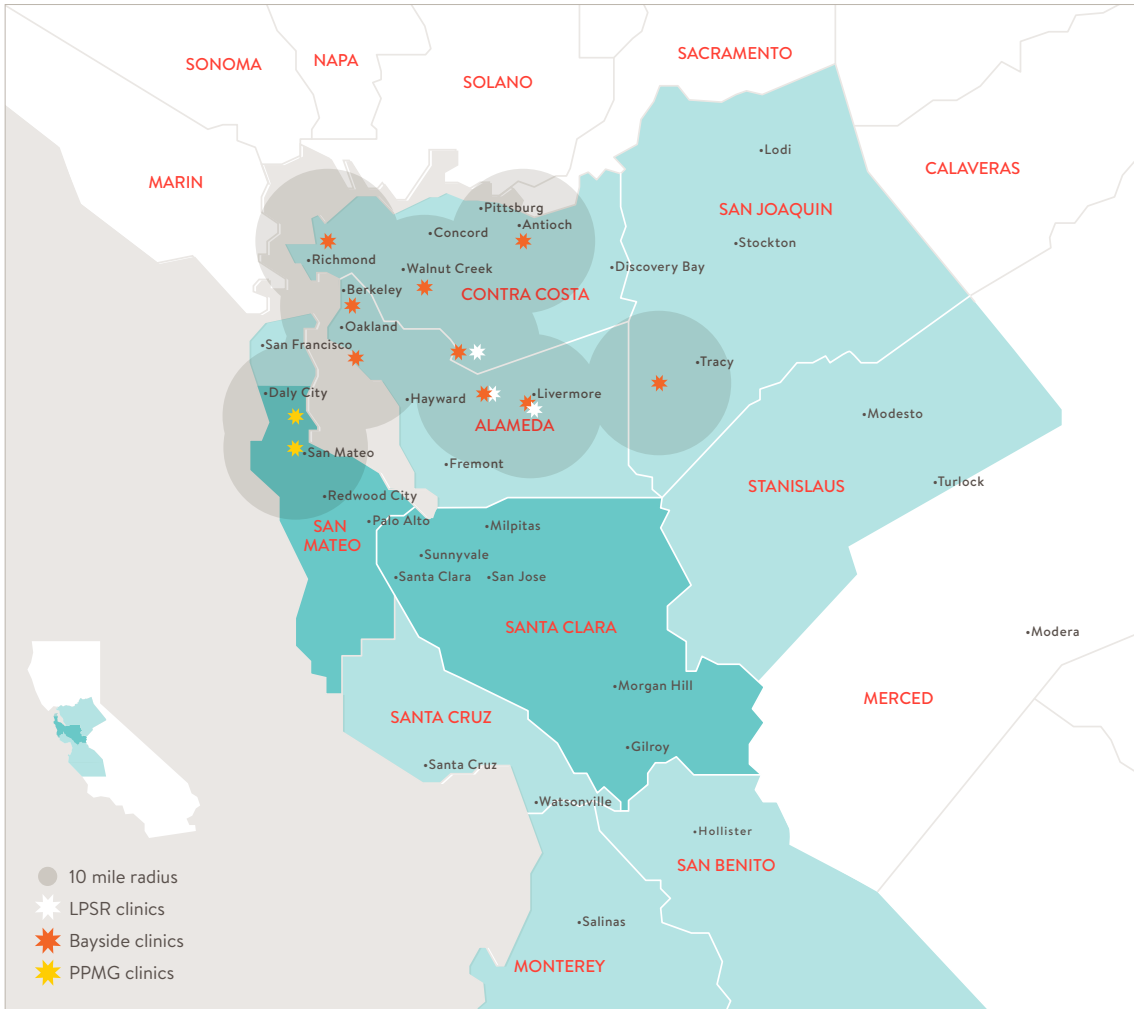 SONOMA
NAPA
SOLANO
SACRAMENTO
MARIN
CALAVERAS
•Lodi
SAN JOAQUIN
•Stockton
•Pittsburg
•Antioch
•Concord
•Richmond
•Walnut Creek
•Discovery Bay
CONTRA COSTA
•Berkeley
•Oakland
•San Francisco
•Tracy
•Daly City
•Hayward
•Livermore
ALAMEDA
•Modesto
•San Mateo
•Fremont
STANISLAUS
•Turlock
•Redwood City
SAN
MATEO
•Palo Alto
•Milpitas
•Sunnyvale
•Santa Clara
•San Jose
SANTA CLARA
•Modera
•Morgan Hill
MERCED
SANTA CRUZ
•Gilroy
•Santa Cruz
•Watsonville
•Hollister
SAN BENITO
•Salinas
MONTEREY
10 mile radius
LPSR clinics
Bayside clinics
PPMG clinics